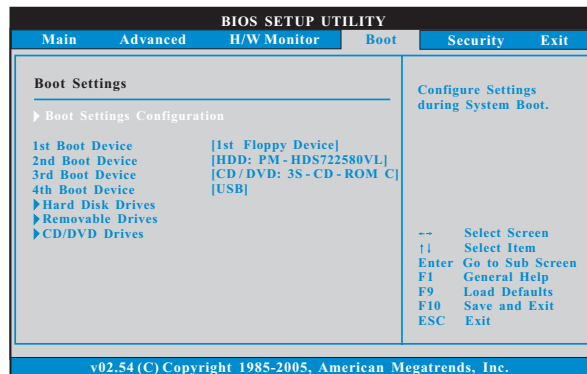 BIOS SETUP UTILITY
Main Advanced H/W Monitor Boot Security Exit
Boot Settings
Boot Settings Configuration
1st Boot Device [1st Floppy Device]
2nd Boot Device [HDD: PM - HDS722580VL]
3rd Boot Device [CD / DVD: 3S - CD - ROM C]
4th Boot Device [USB]
Hard Disk Drives
Removable Drives
CD/DVD Drives
Configure Settings
during System Boot.
←→ Select Screen
↑↓ Select Item
Enter Go to Sub Screen
F1 General Help
F9 Load Defaults
F10 Save and Exit
ESC Exit
v02.54 (C) Copyright 1985-2005, American Megatrends, Inc.